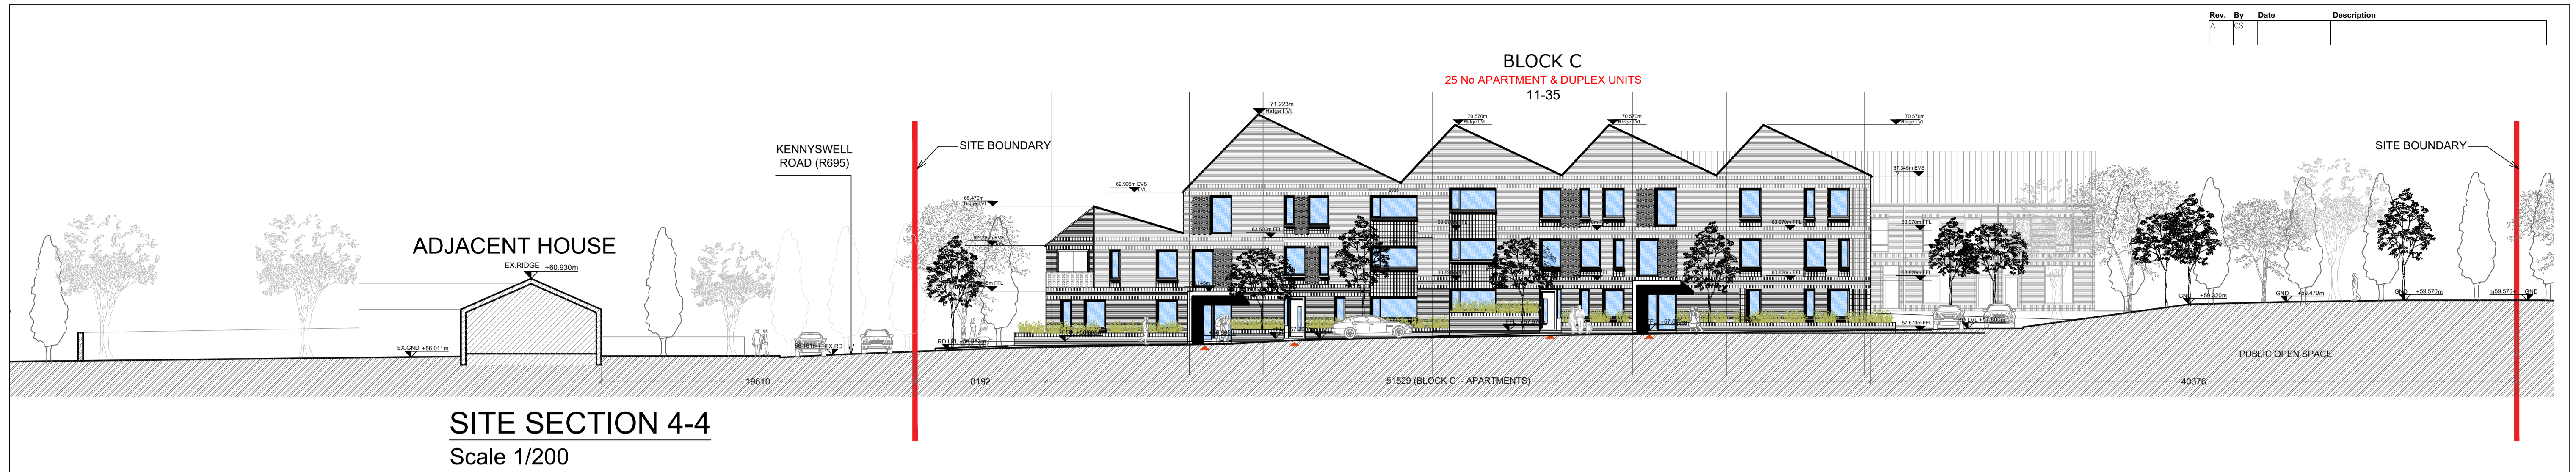 Rev. By Date Description
A CS
BLOCK C
25 No APARTMENT & DUPLEX UNITS
11-35
71.223m
Ridge LVL
70.570m
Ridge LVL
70.570m
Ridge LVL
70.570m
Ridge LVL
KENNYSWELL
ROAD (R695)
SITE BOUNDARY
SITE BOUNDARY
62.995m EVS
LVL
67.345m EVS
LVL
2935
65.470m
Ridge LVL
63.970m FFL
63.970m FFL
ADJACENT HOUSE
EX.RIDGE +60.930m
60.820m FFL
60.820m FFL
GND +59.320m
GND +59.470m
GND +59.570m
m59.570+ GND
EX.GND +56.011m
FFL +57.670m
57.670m FFL
PUBLIC OPEN SPACE
19610
8192
51529 (BLOCK C - APARTMENTS)
40376
SITE SECTION 4-4
Scale 1/200